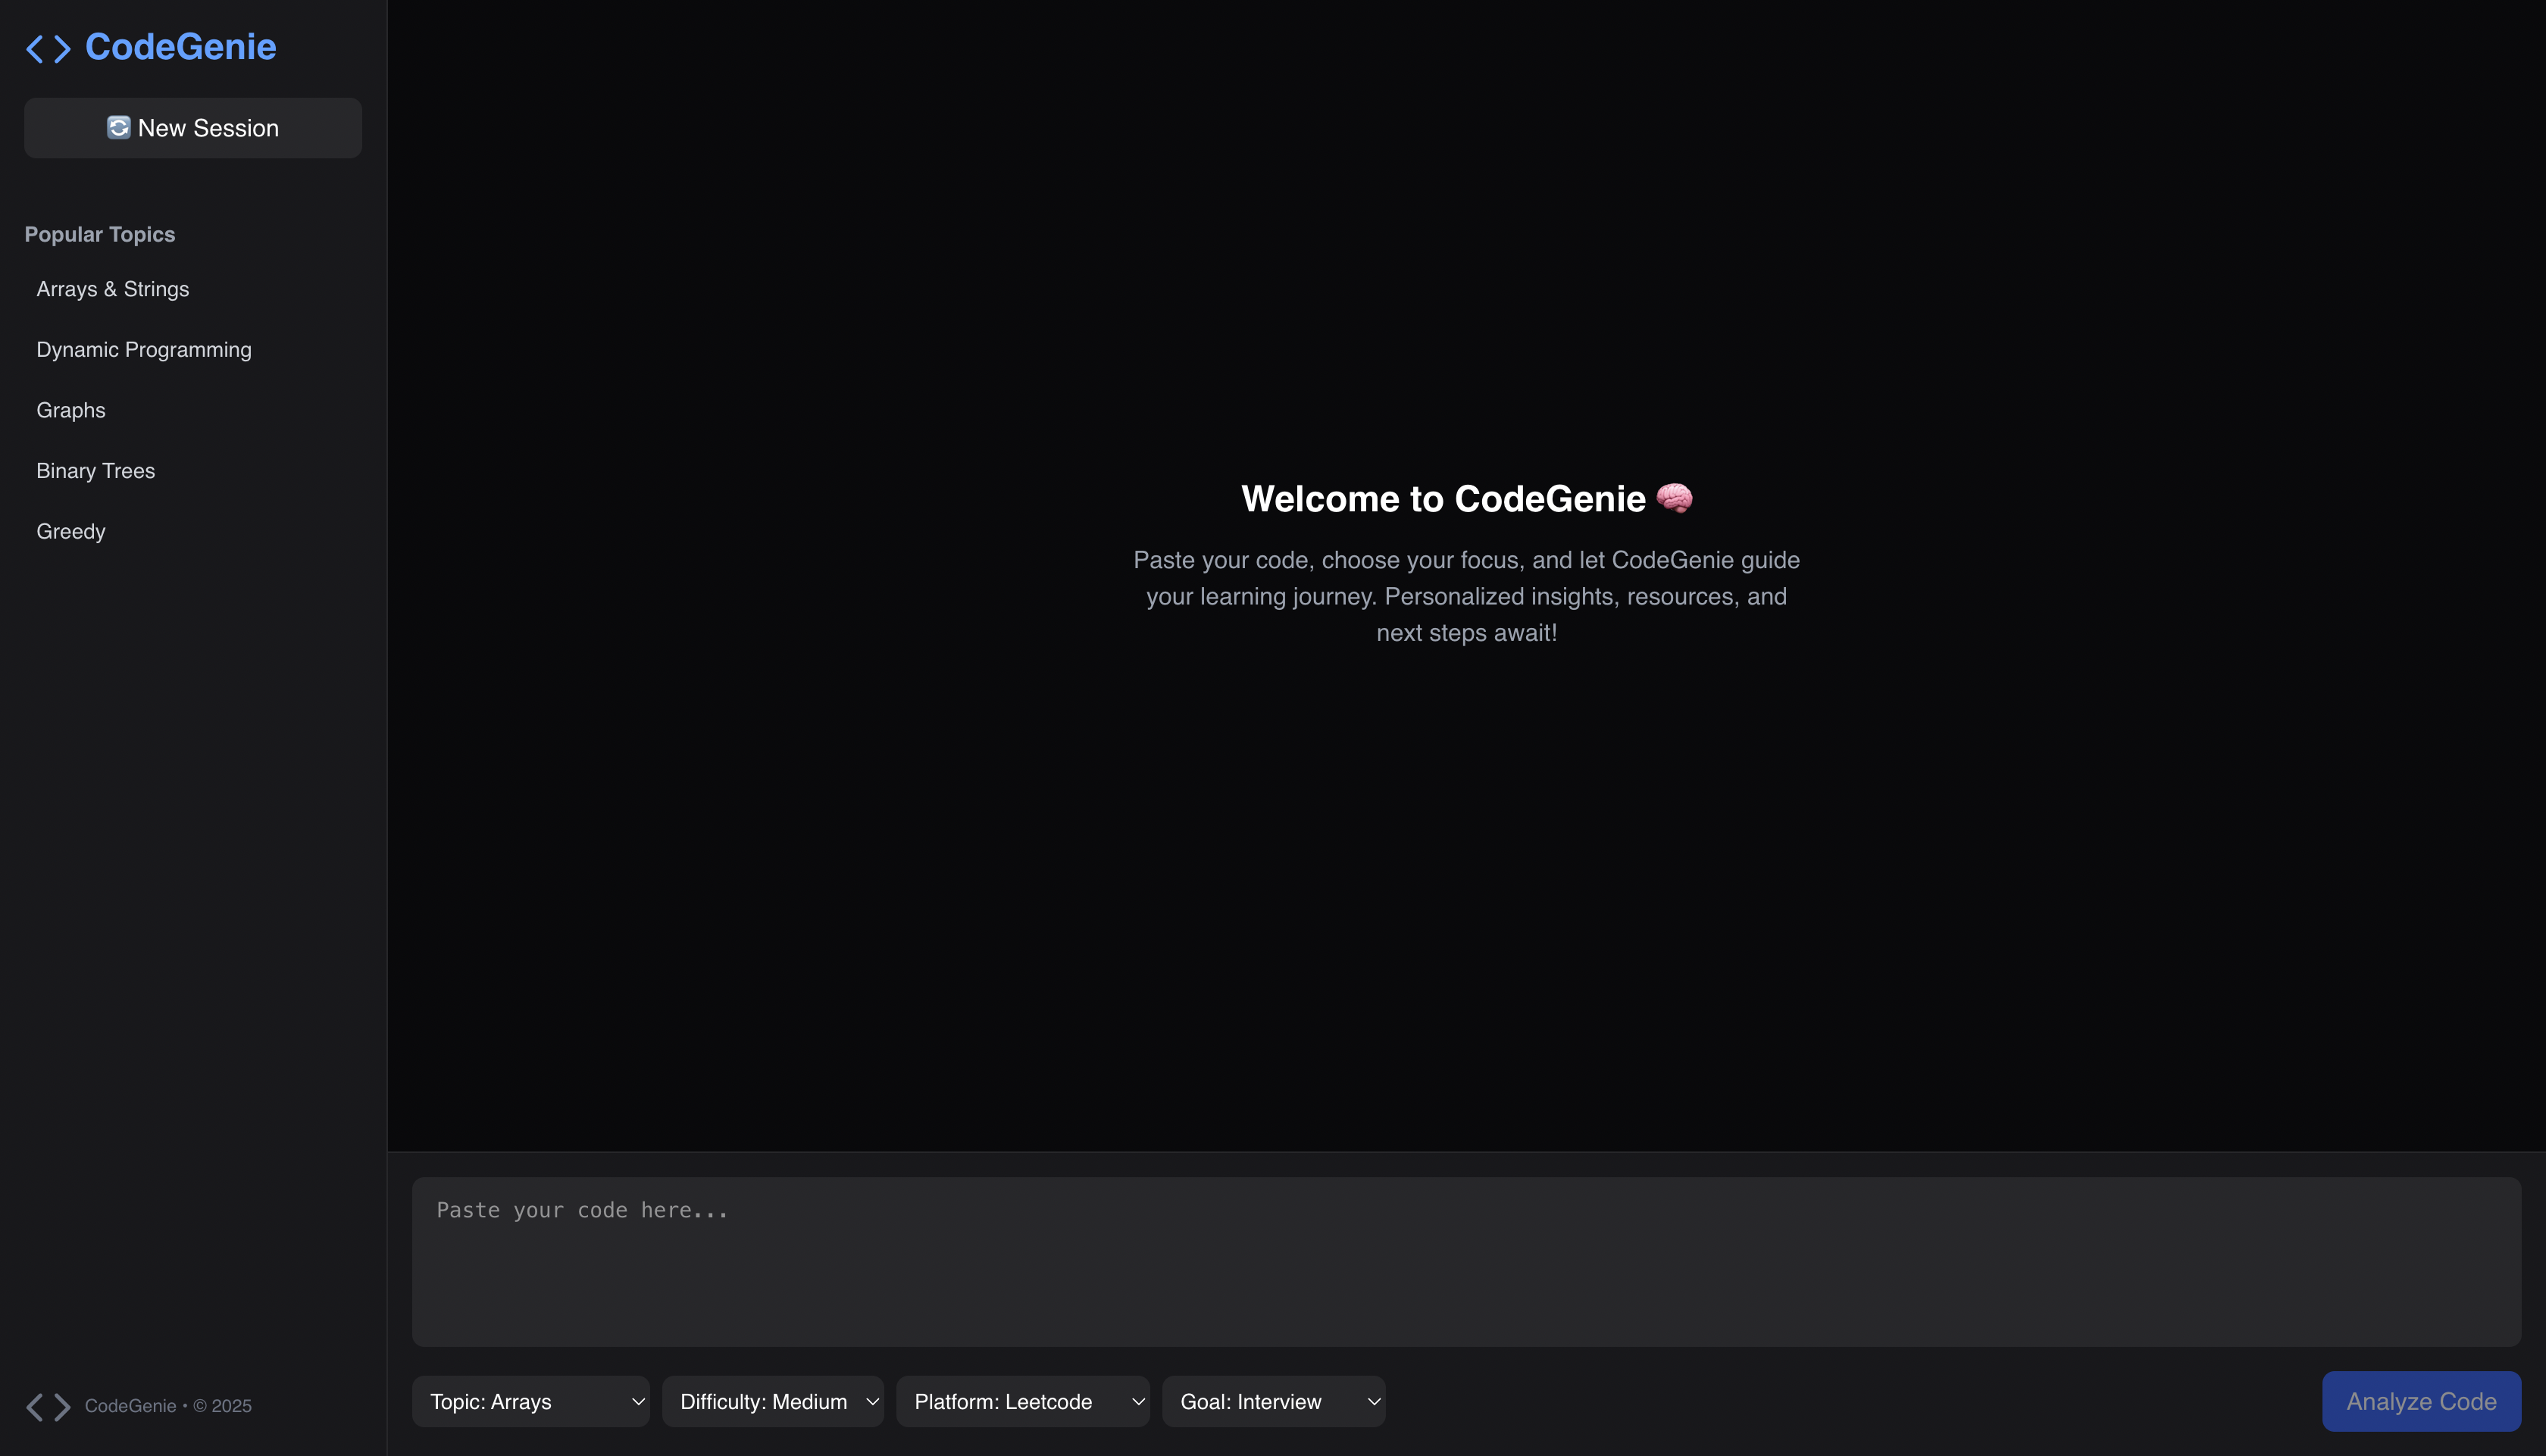 CodeGenie
🔄 New Session
Popular Topics
Arrays & Strings
Dynamic Programming
Graphs
Binary Trees
Greedy
CodeGenie • © 2025
Welcome to CodeGenie 🧠
Paste your code, choose your focus, and let CodeGenie guide
your learning journey. Personalized insights, resources, and
next steps await!
Paste your code here...
Topic: Arrays
Difficulty: Medium
Platform: Leetcode
Goal: Interview
Analyze Code